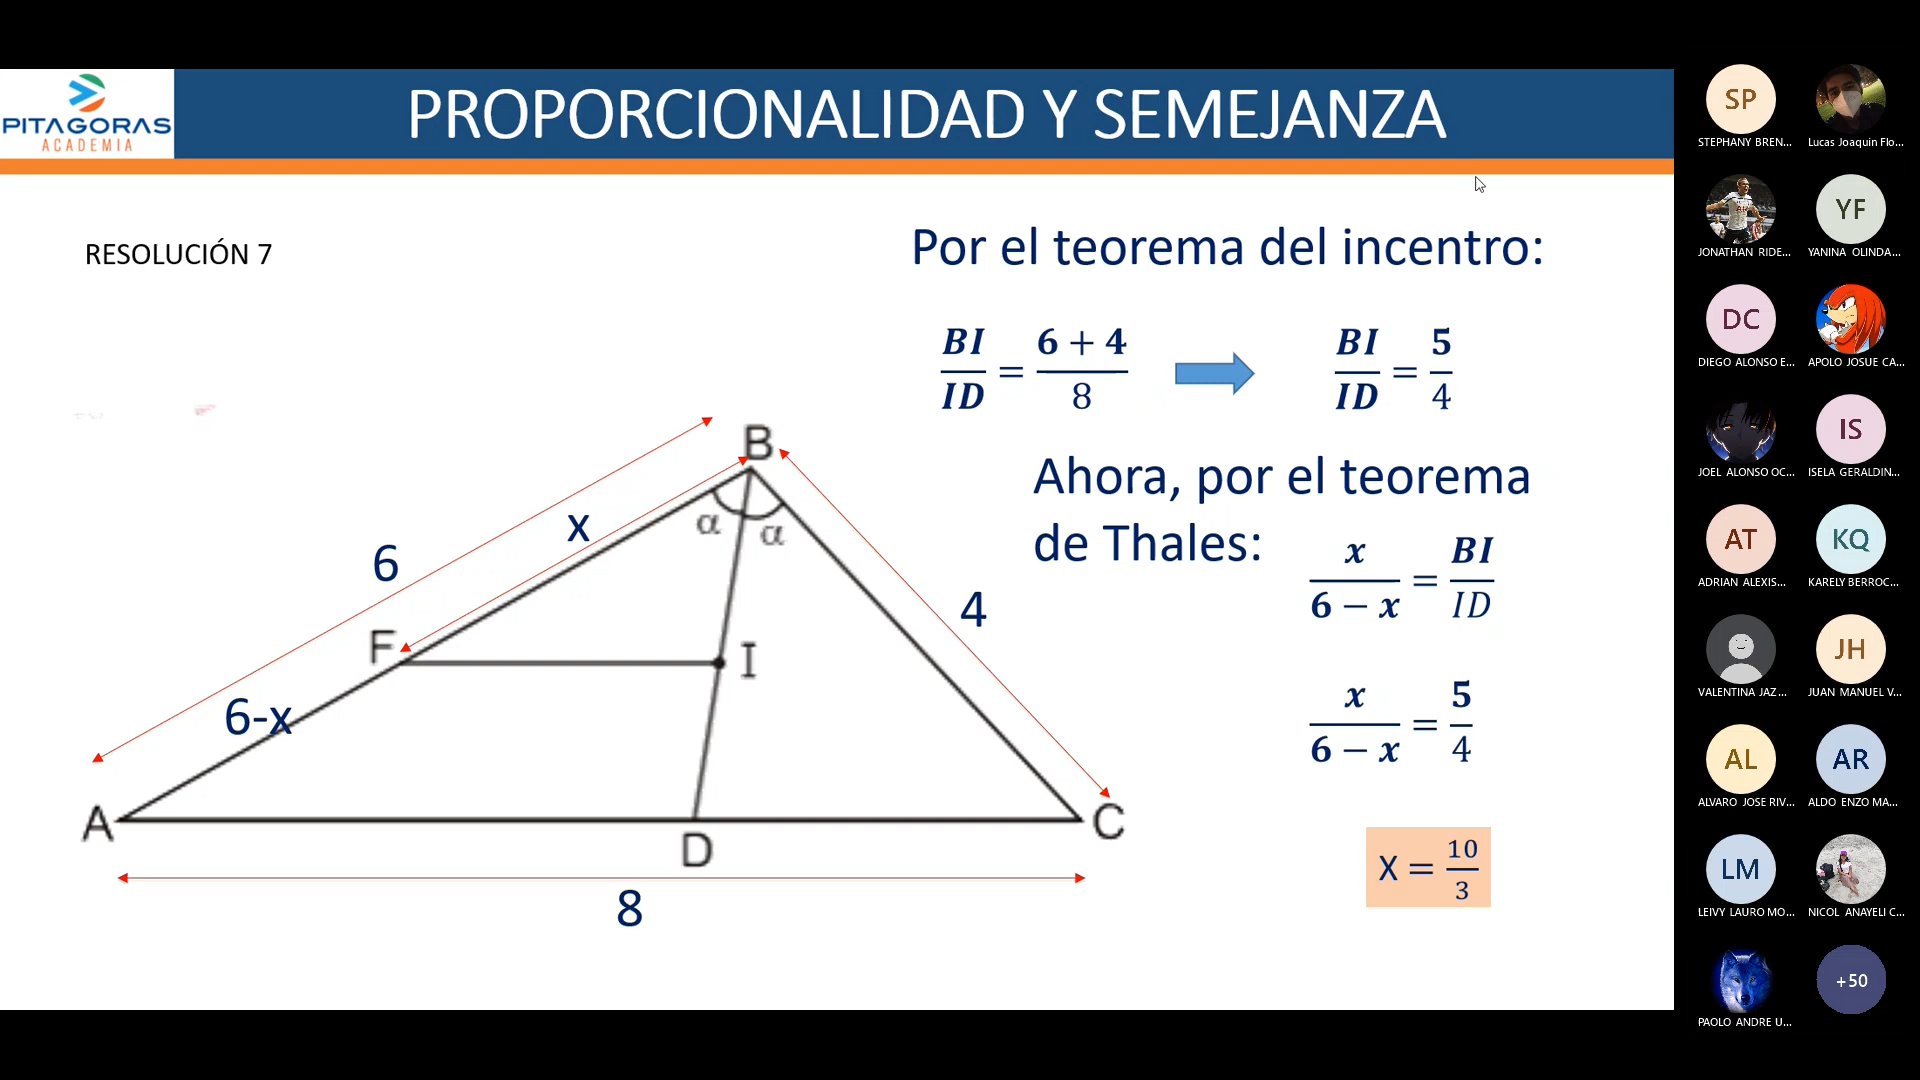 PITAGORAS
ACADEMIA
PROPORCIONALIDAD Y SEMEJANZA
RESOLUCIÓN 7
Por el teorema del incentro:
BI/ID = 6 + 4/8
BI/ID = 5/4
Ahora, por el teorema
de Thales:
x/6 − x = BI/ID
x/6 − x = 5/4
X = 10/3
B
α
α
x
6
4
F
I
6-x
A
D
C
8
SP
STEPHANY BREN...
Lucas Joaquin Flo...
JONATHAN RIDE...
YF
YANINA OLINDA...
DC
DIEGO ALONSO E...
APOLO JOSUE CA...
JOEL ALONSO OC...
IS
ISELA GERALDIN...
AT
ADRIAN ALEXIS...
KQ
KARELY BERROC...
VALENTINA JAZ...
JH
JUAN MANUEL V...
AL
ALVARO JOSE RIV...
AR
ALDO ENZO MA...
LM
LEIVY LAURO MO...
NICOL ANAYELI C...
PAOLO ANDRE U...
+50